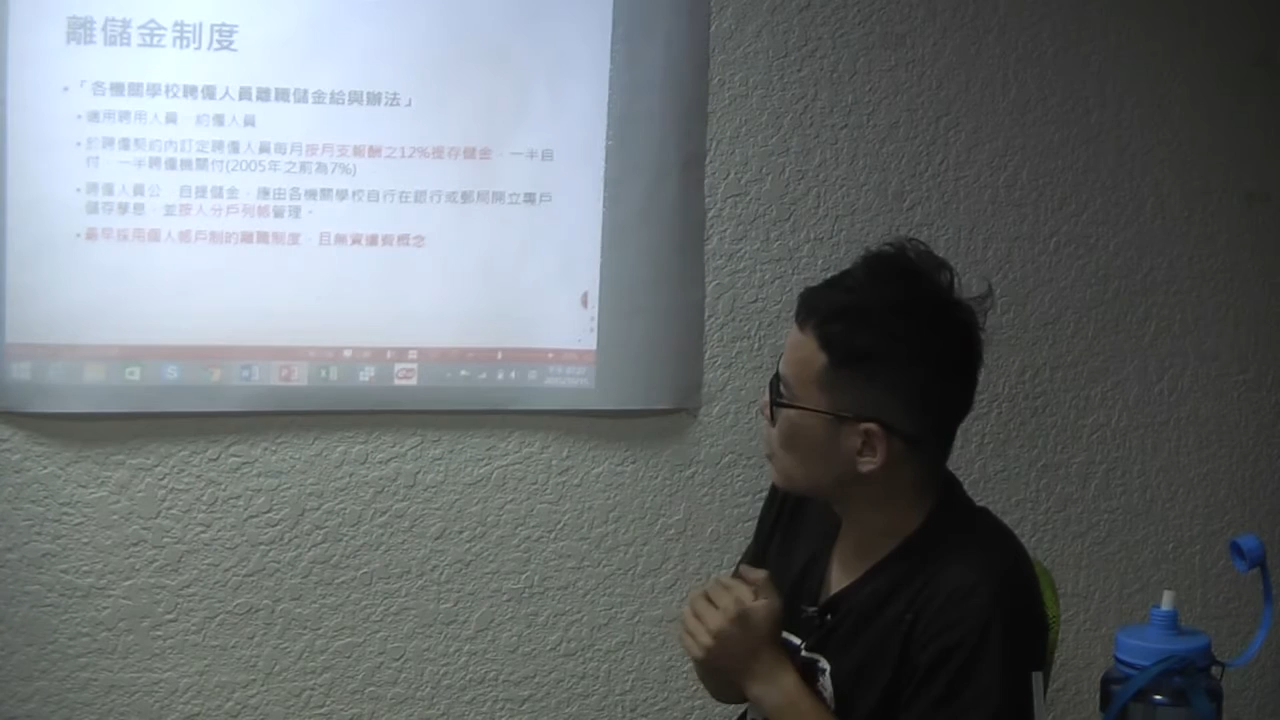 離儲金制度
•「各機關學校聘僱人員離職儲金給與辦法」
•適用聘用人員、約僱人員
•於聘僱契約內訂定聘僱人員每月按月支報酬之12%提存儲金，一半自
付、一半聘僱機關付(2005年之前為7%)
•聘僱人員公、自提儲金，應由各機關學校自行在銀行或郵局開立專戶
儲存孳息，並按人分戶列帳管理。
•最早採用個人帳戶制的離職制度，且無資遣費概念